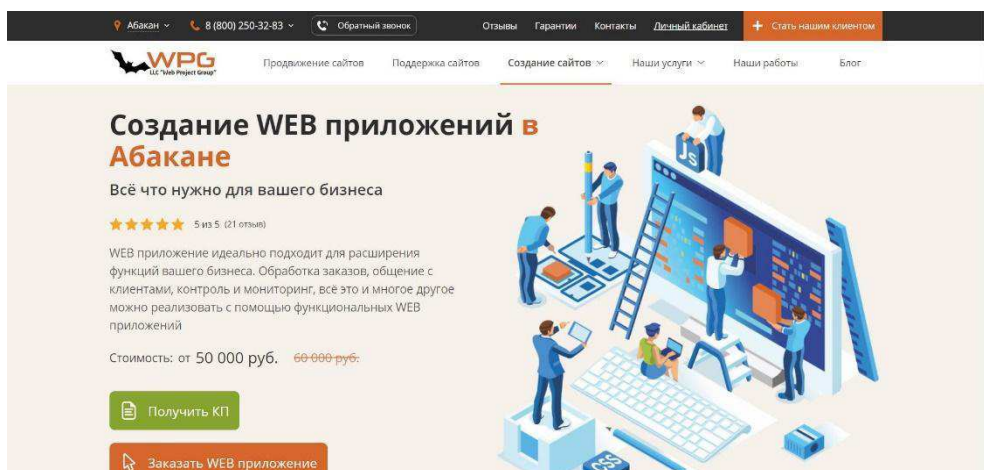 Абакан 8 (800) 250-32-83 Обратный звонок Отзывы Гарантии Контакты Личный кабинет + Стать нашим клиентом
WPG
LLC "Web Project Group"
Продвижение сайтов Поддержка сайтов Создание сайтов Наши услуги Наши работы Блог
Создание WEB приложений в
Абакане
Всё что нужно для вашего бизнеса
5 из 5 (21 отзыв)
WEB приложение идеально подходит для расширения
функций вашего бизнеса. Обработка заказов, общение с
клиентами, контроль и мониторинг, всё это и многое другое
можно реализовать с помощью функциональных WEB
приложений
Стоимость: от 50 000 руб. 60 000 руб.
Получить КП
Заказать WEB приложение
JS
CSS